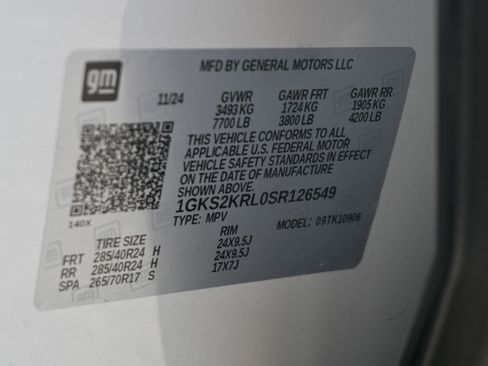 gm
MFD BY GENERAL MOTORS LLC
11/24 GVWR GAWR FRT GAWR RR
3493 KG 1724 KG 1905 KG
7700 LB 3800 LB 4200 LB
THIS VEHICLE CONFORMS TO ALL
APPLICABLE U.S. FEDERAL MOTOR
VEHICLE SAFETY STANDARDS IN EFFECT
ON THE DATE OF MANUFACTURE
SHOWN ABOVE.
1GKS2KRL0SR126549
140X TYPE: MPV MODEL: 09TK10906
TIRE SIZE RIM
FRT 285/40R24 H 24X9.5J
RR 285/40R24 H 24X9.5J
SPA 265/70R17 S 17X7J